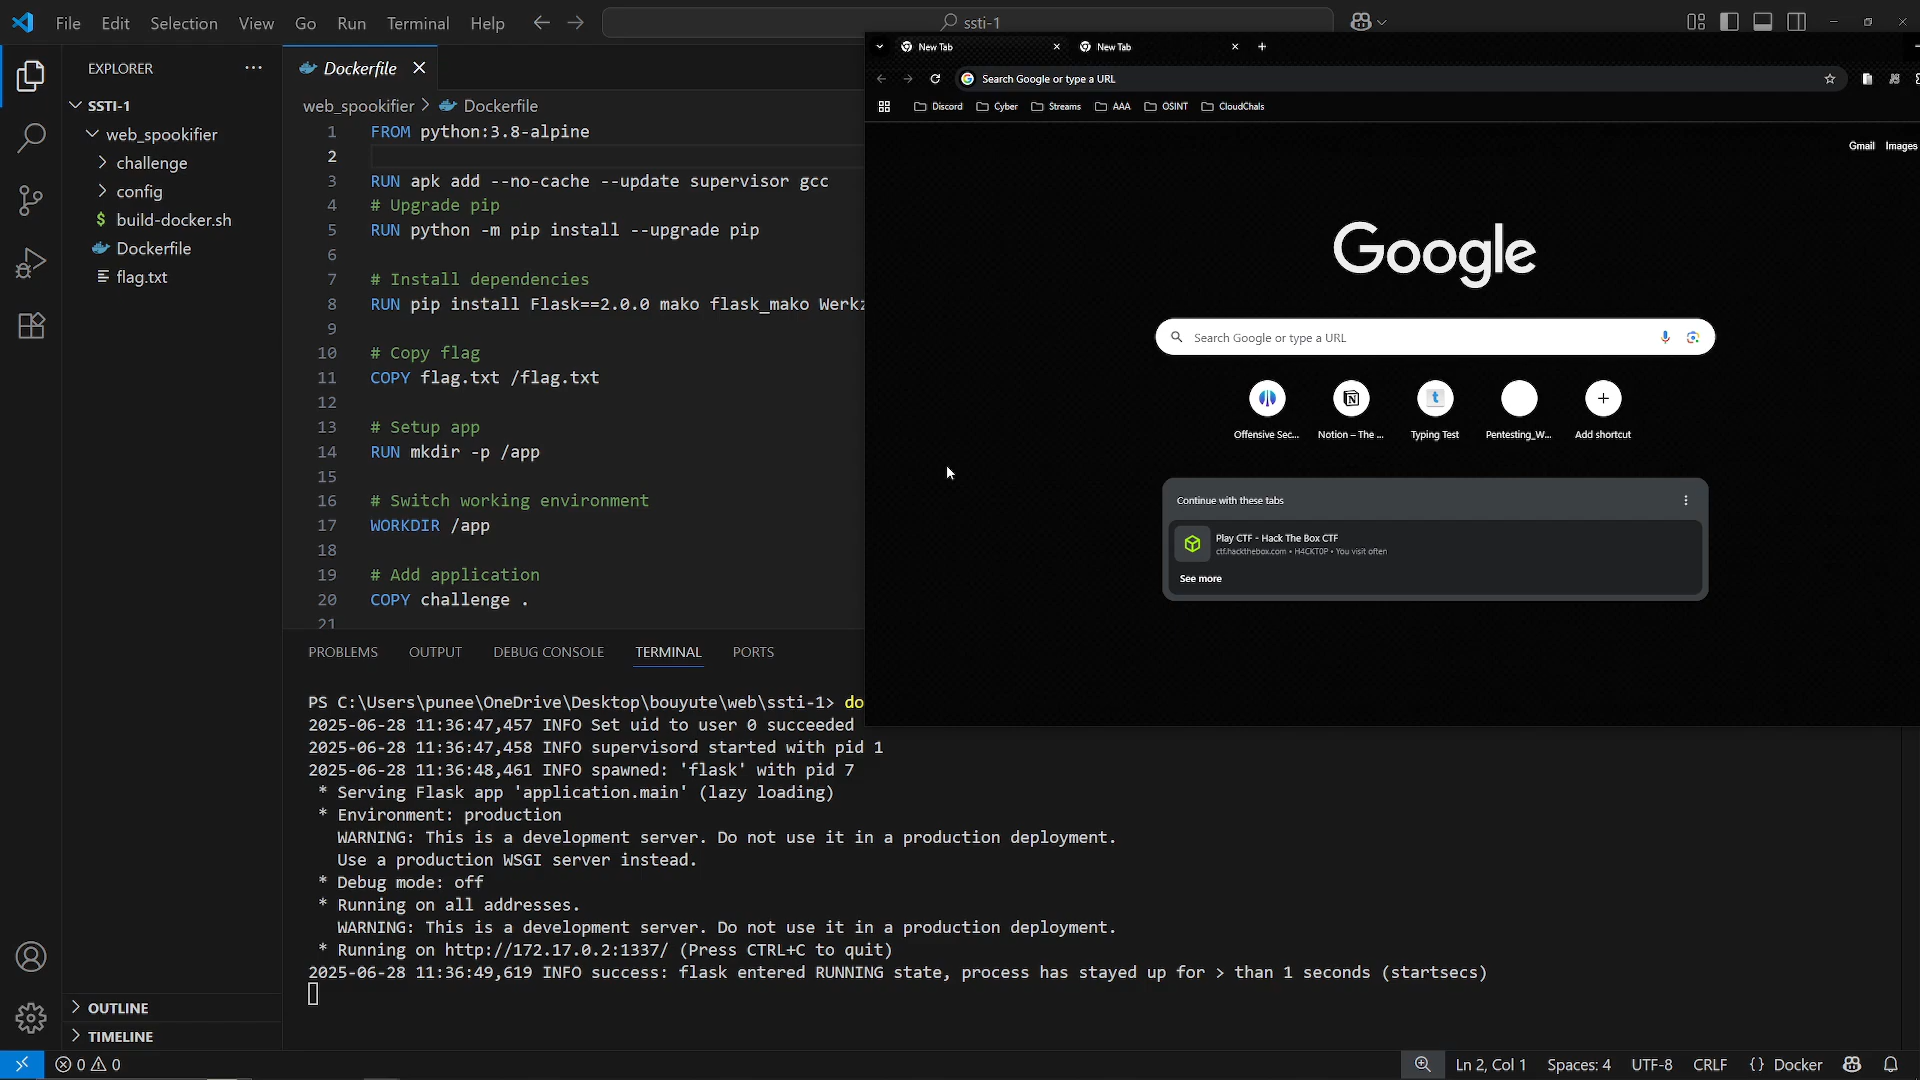 File Edit Selection View Go Run Terminal Help
ssti-1
EXPLORER
SSTI-1
web_spookifier
challenge
config
$ build-docker.sh
Dockerfile
flag.txt
OUTLINE
TIMELINE
Dockerfile
web_spookifier > Dockerfile
1 FROM python:3.8-alpine
2
3 RUN apk add --no-cache --update supervisor gcc
4 # Upgrade pip
5 RUN python -m pip install --upgrade pip
6
7 # Install dependencies
8 RUN pip install Flask==2.0.0 mako flask_mako
9
10 # Copy flag
11 COPY flag.txt /flag.txt
12
13 # Setup app
14 RUN mkdir -p /app
15
16 # Switch working environment
17 WORKDIR /app
18
19 # Add application
20 COPY challenge .
21
PROBLEMS OUTPUT DEBUG CONSOLE TERMINAL PORTS
PS C:\Users\punee\OneDrive\Desktop\bouyute\web\ssti-1> do
2025-06-28 11:36:47,457 INFO Set uid to user 0 succeeded
2025-06-28 11:36:47,458 INFO supervisord started with pid 1
2025-06-28 11:36:48,461 INFO spawned: 'flask' with pid 7
* Serving Flask app 'application.main' (lazy loading)
* Environment: production
WARNING: This is a development server. Do not use it in a production deployment.
Use a production WSGI server instead.
* Debug mode: off
* Running on all addresses.
WARNING: This is a development server. Do not use it in a production deployment.
* Running on http://172.17.0.2:1337/ (Press CTRL+C to quit)
2025-06-28 11:36:49,619 INFO success: flask entered RUNNING state, process has stayed up for > than 1 seconds (startsecs)
New Tab
New Tab
Search Google or type a URL
Discord Cyber Streams AAA OSINT CloudChals
Gmail Images
Google
Search Google or type a URL
Offensive Sec... Notion – The ... Typing Test Pentesting_W... Add shortcut
Continue with these tabs
Play CTF - Hack The Box CTF
ctf.hackthebox.com • H4CKT0P • You visit often
See more
0 0
Ln 2, Col 1 Spaces: 4 UTF-8 CRLF {} Docker